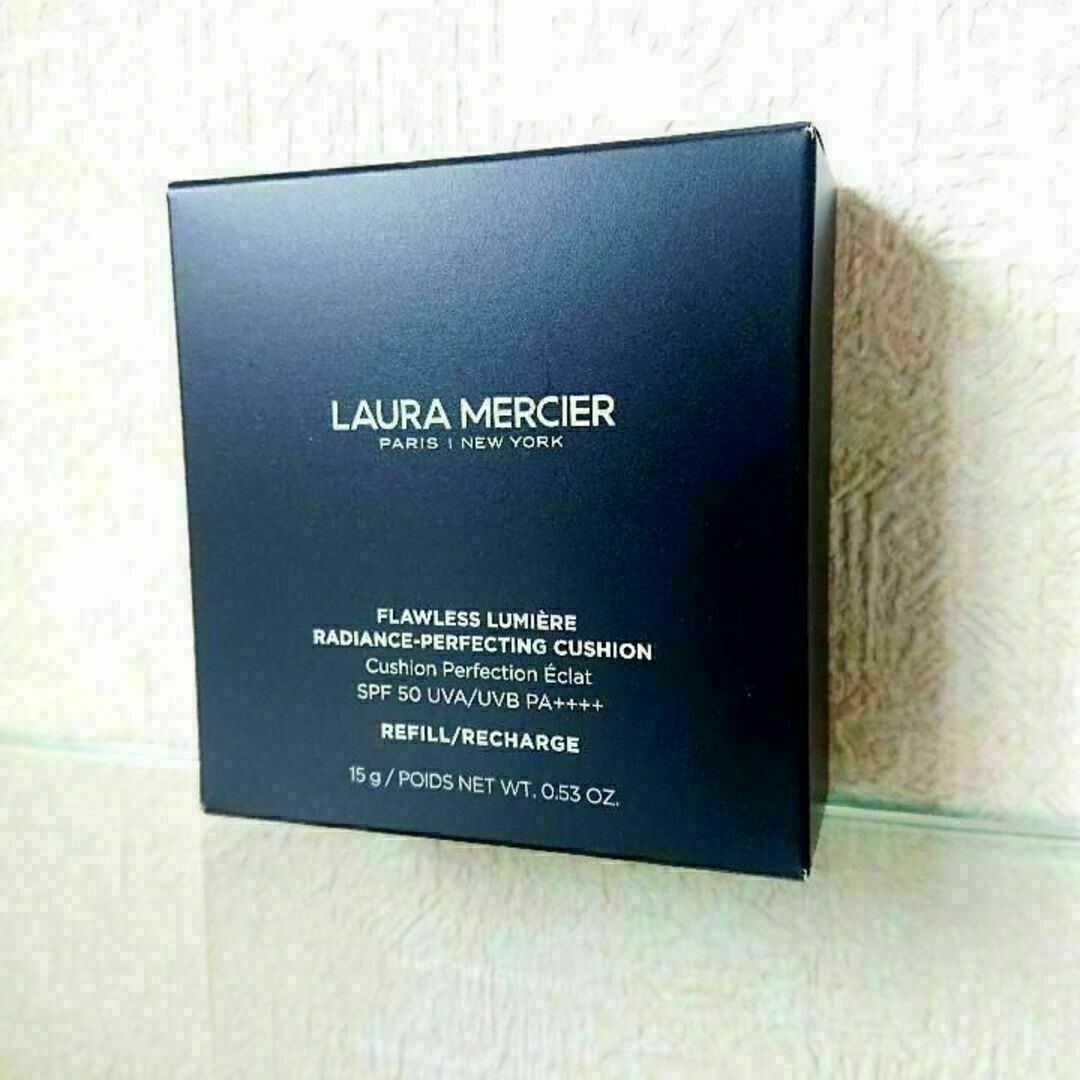 LAURA MERCIER
PARIS | NEW YORK
FLAWLESS LUMIÈRE
RADIANCE-PERFECTING CUSHION
Cushion Perfection Éclat
SPF 50 UVA/UVB PA++++
REFILL/RECHARGE
15 g / POIDS NET WT. 0.53 OZ.